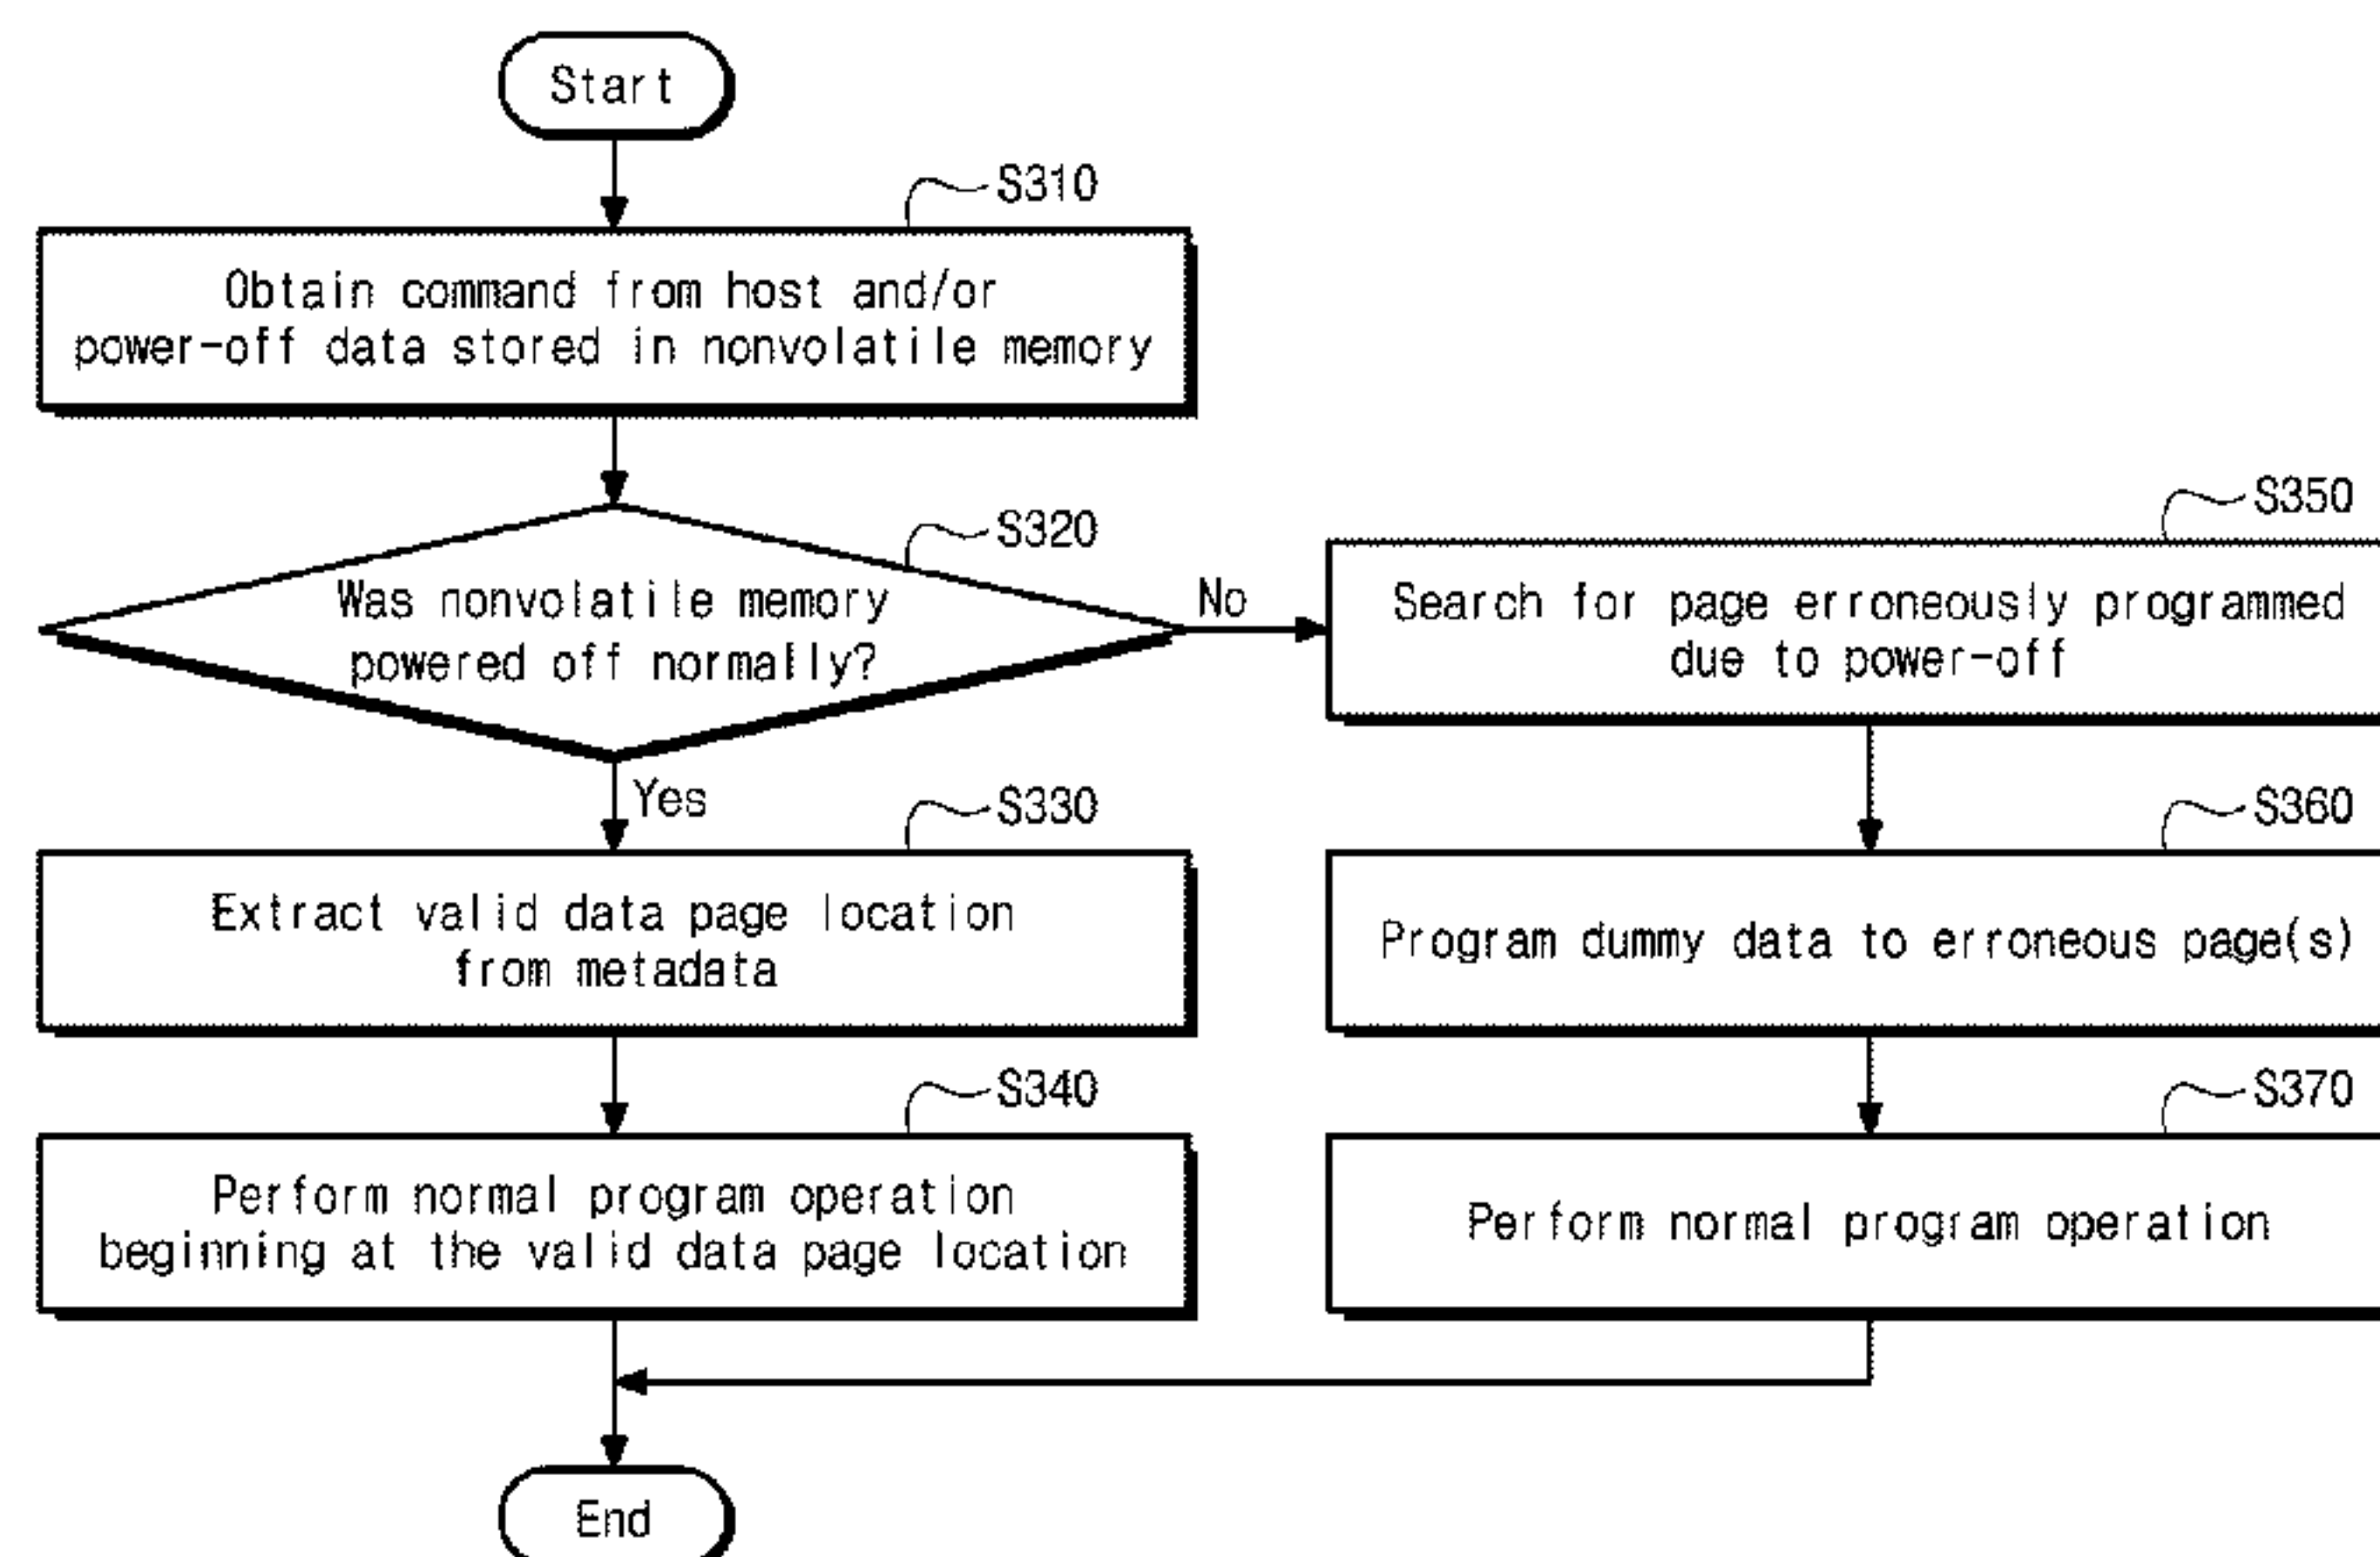 Start
S310
Obtain command from host and/or
power-off data stored in nonvolatile memory
S320
Was nonvolatile memory
powered off normally?
No
Yes
S330
Extract valid data page location
from metadata
S340
Perform normal program operation
beginning at the valid data page location
S350
Search for page erroneously programmed
due to power-off
S360
Program dummy data to erroneous page(s)
S370
Perform normal program operation
End